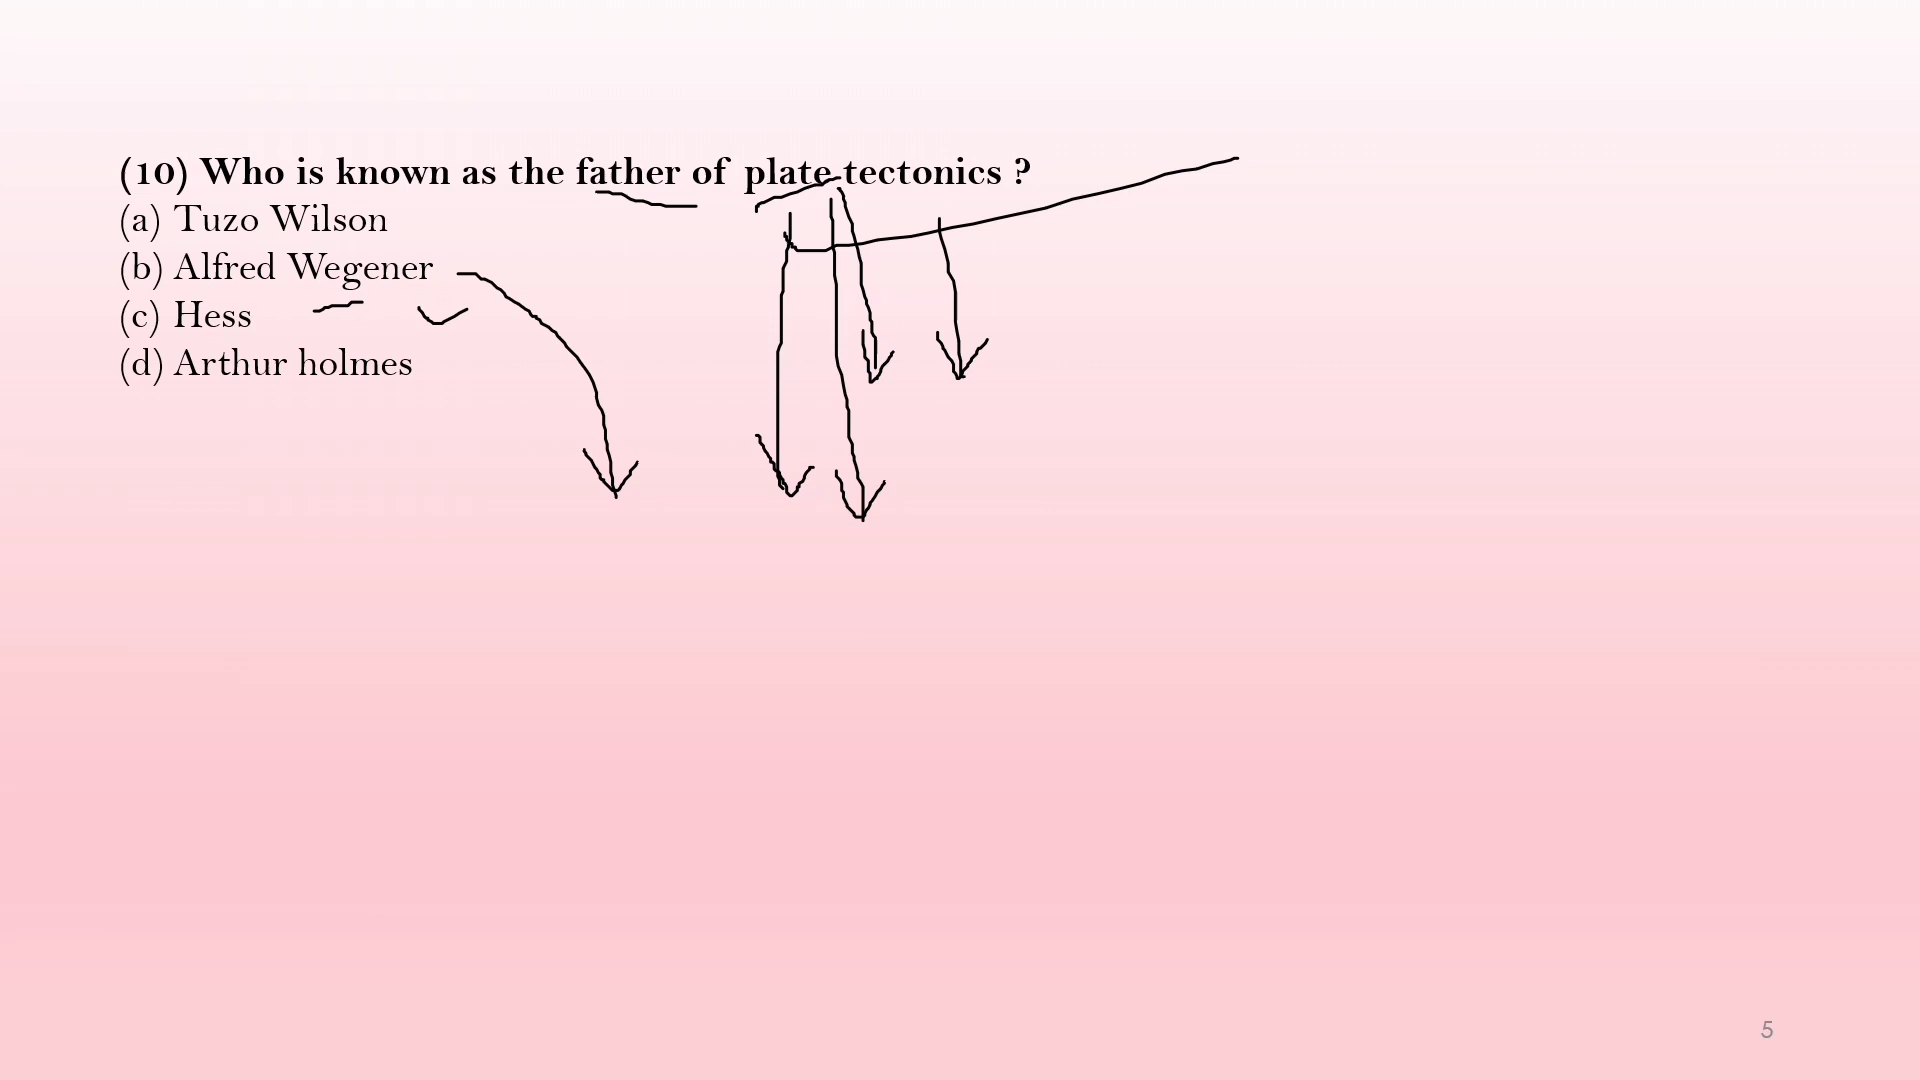 (10) Who is known as the father of plate tectonics ?
(a) Tuzo Wilson
(b) Alfred Wegener
(c) Hess
(d) Arthur holmes
5